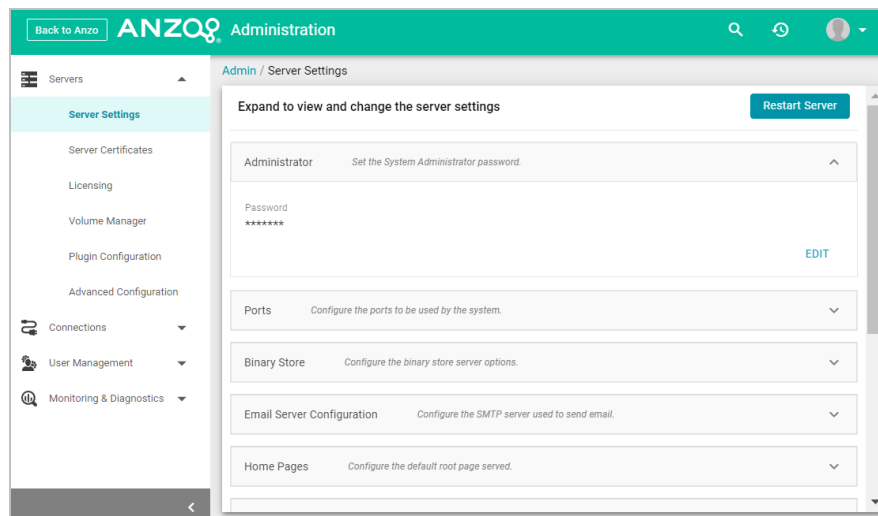 Back to Anzo ANZO® Administration
Servers
Server Settings
Server Certificates
Licensing
Volume Manager
Plugin Configuration
Advanced Configuration
Connections
User Management
Monitoring & Diagnostics
Admin / Server Settings
Expand to view and change the server settings
Restart Server
Administrator Set the System Administrator password.
Password
*******
EDIT
Ports Configure the ports to be used by the system.
Binary Store Configure the binary store server options.
Email Server Configuration Configure the SMTP server used to send email.
Home Pages Configure the default root page served.